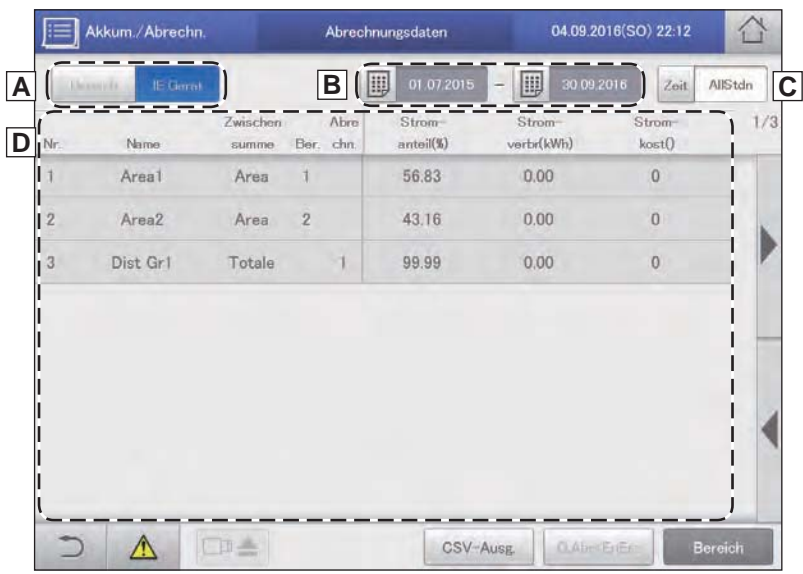 Akkum./Abrechn. Abrechnungsdaten 04.09.2016(SO) 22:12
A B 01.07.2015 – 30.09.2016 Zeit AllStdn C
Zwischen Abre Strom- Strom- Strom- 1/3
D Nr. Name summe Ber. chn. anteil(%) verbr(kWh) kost()
1 Area1 Area 1 56.83 0.00 0
2 Area2 Area 2 43.16 0.00 0
3 Dist Gr1 Totale 1 99.99 0.00 0
CSV-Ausg. Bereich